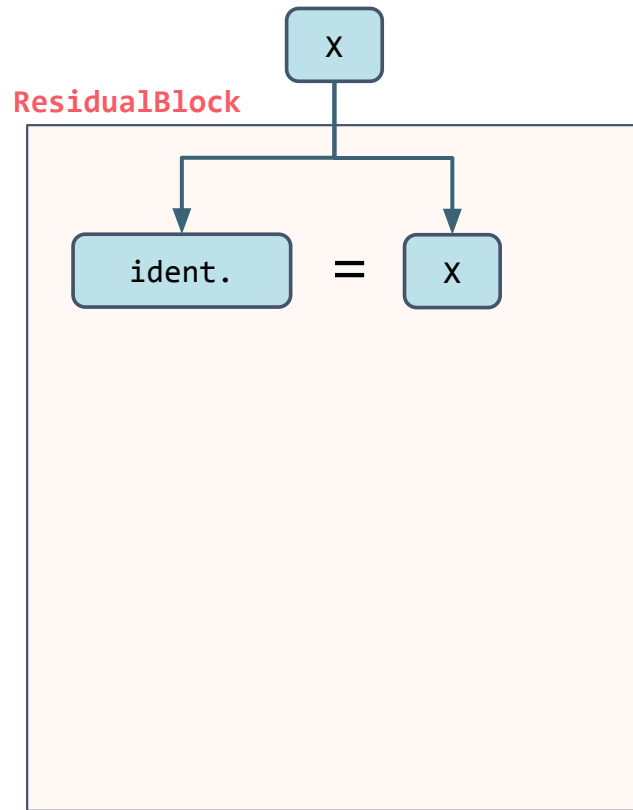 x
ResidualBlock
ident. = x